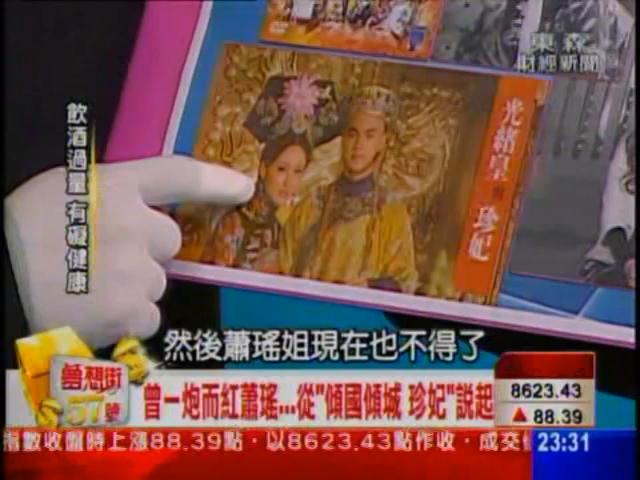 東森
財經新聞
光緒皇與珍妃
飲酒過量 有礙健康
然後蕭瑤姐現在也不得了
夢想街
57號
曾一炮而紅蕭瑤...從"傾國傾城 珍妃"說起
8623.43
▲ 88.39
指數收盤時上漲88.39點，以8623.43點作收，成交
23:31